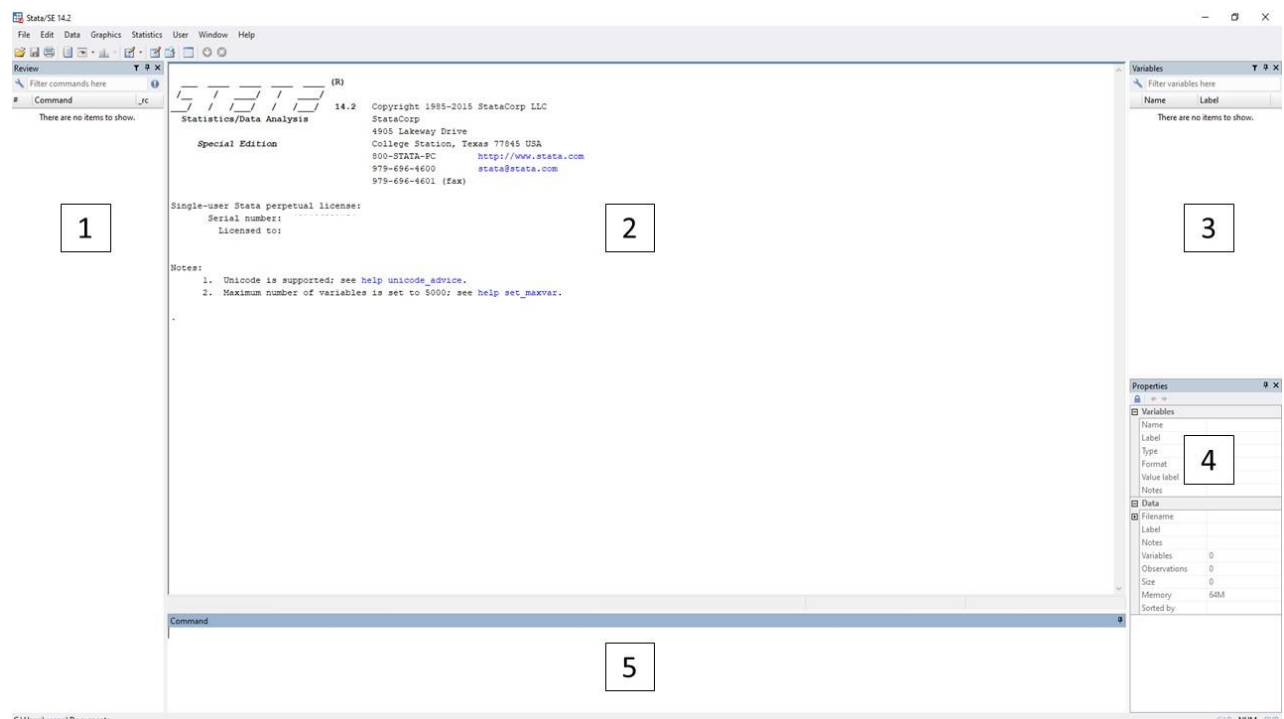 Stata/SE 14.2
File Edit Data Graphics Statistics User Window Help
Review
Filter commands here
# Command _rc
There are no items to show.
1
(R)
STATA
14.2 Copyright 1985-2015 StataCorp LLC
Statistics/Data Analysis StataCorp
4905 Lakeway Drive
Special Edition College Station, Texas 77845 USA
800-STATA-PC http://www.stata.com
979-696-4600 stata@stata.com
979-696-4601 (fax)
Single-user Stata perpetual license:
Serial number:
Licensed to:
2
Notes:
1. Unicode is supported; see help unicode_advice.
2. Maximum number of variables is set to 5000; see help set_maxvar.
.
Variables
Filter variables here
Name Label
There are no items to show.
3
Properties
Variables
Name
Label
Type
Format
Value label
Notes
4
Data
Filename
Label
Notes
Variables 0
Observations 0
Size 0
Memory 64M
Sorted by
Command
5